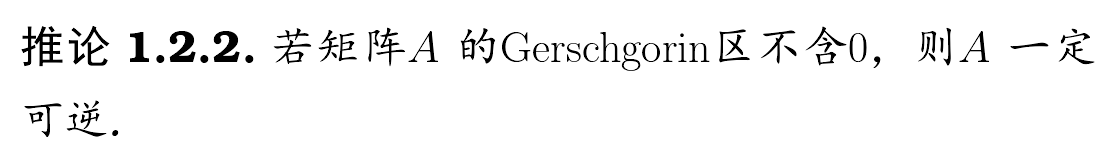 推论 1.2.2. 若矩阵A 的Gerschgorin区不含0，则A 一定
可逆.